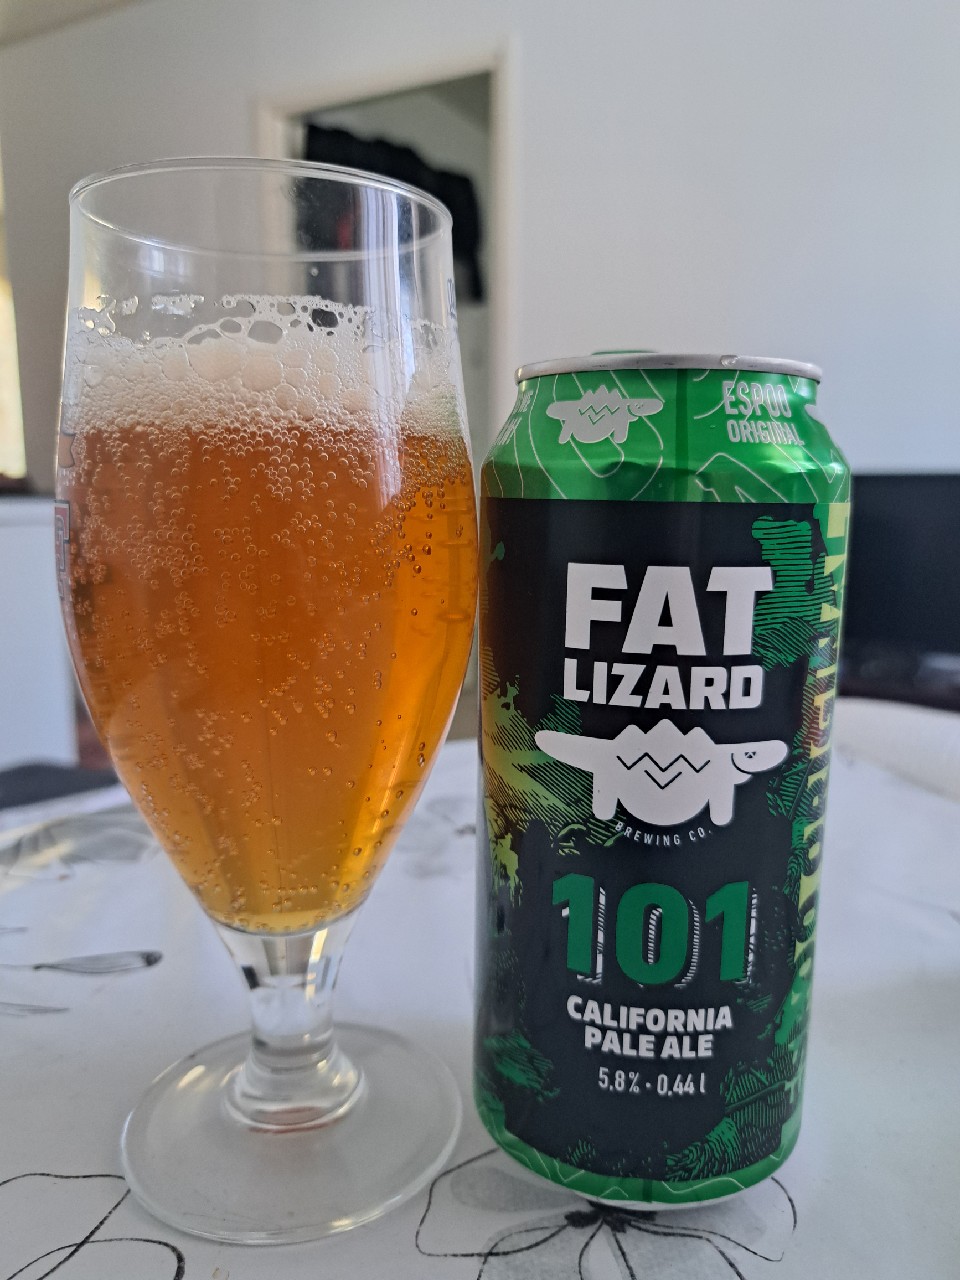 ESPOO
ORIGINAL
FAT
LIZARD
BREWING CO.
101
CALIFORNIA
PALE ALE
5.8% · 0.44 l